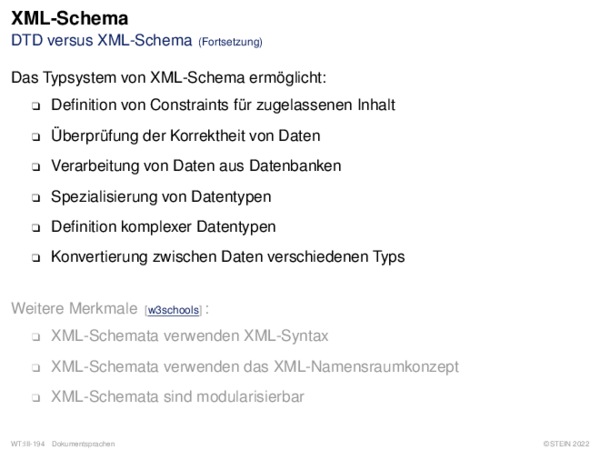 XML-Schema
DTD versus XML-Schema (Fortsetzung)
Das Typsystem von XML-Schema ermöglicht:
❑ Definition von Constraints für zugelassenen Inhalt
❑ Überprüfung der Korrektheit von Daten
❑ Verarbeitung von Daten aus Datenbanken
❑ Spezialisierung von Datentypen
❑ Definition komplexer Datentypen
❑ Konvertierung zwischen Daten verschiedenen Typs
Weitere Merkmale [w3schools] :
❑ XML-Schemata verwenden XML-Syntax
❑ XML-Schemata verwenden das XML-Namensraumkonzept
❑ XML-Schemata sind modularisierbar
WT:III-194 Dokumentsprachen ©STEIN 2022